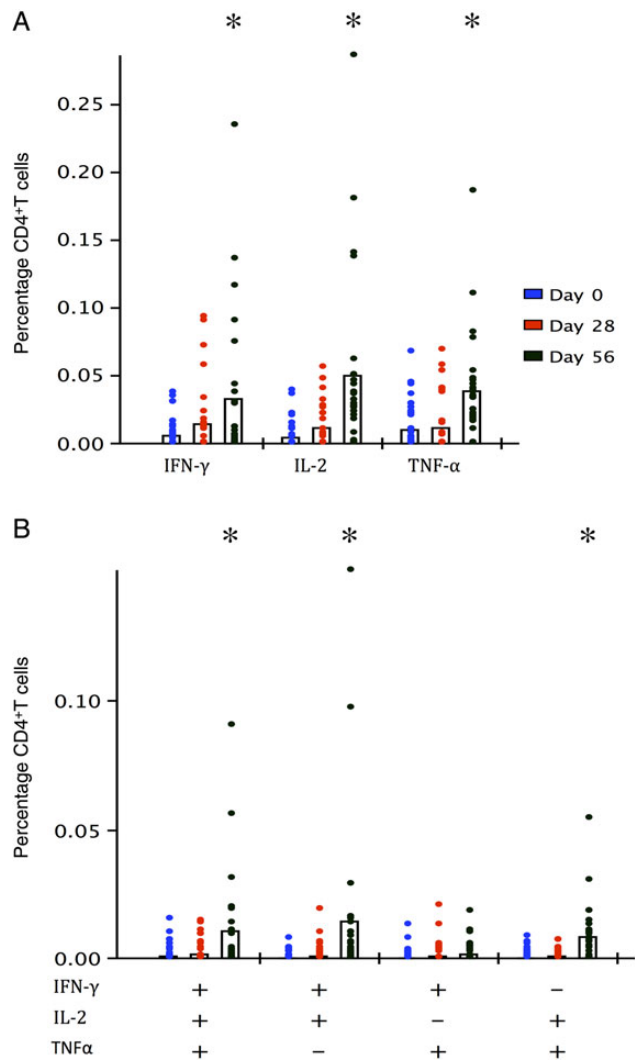 A
* * *
Percentage CD4⁺T cells
0.25
0.20
0.15
0.10
0.05
0.00
IFN-γ IL-2 TNF-α
Day 0
Day 28
Day 56
B
* * *
Percentage CD4⁺T cells
0.10
0.05
0.00
IFN-γ + + + −
IL-2 + + − +
TNFα + − + +